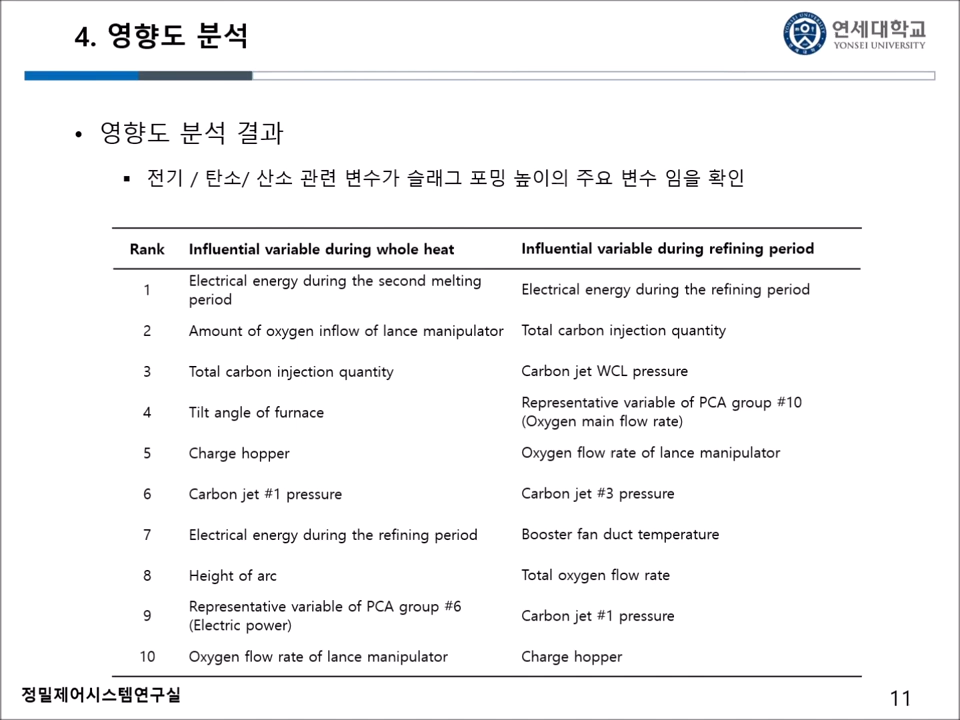 4. 영향도 분석
연세대학교
YONSEI UNIVERSITY
• 영향도 분석 결과
▪ 전기 / 탄소/ 산소 관련 변수가 슬래그 포밍 높이의 주요 변수 임을 확인
Rank Influential variable during whole heat Influential variable during refining period
1 Electrical energy during the second melting period Electrical energy during the refining period
2 Amount of oxygen inflow of lance manipulator Total carbon injection quantity
3 Total carbon injection quantity Carbon jet WCL pressure
4 Tilt angle of furnace Representative variable of PCA group #10 (Oxygen main flow rate)
5 Charge hopper Oxygen flow rate of lance manipulator
6 Carbon jet #1 pressure Carbon jet #3 pressure
7 Electrical energy during the refining period Booster fan duct temperature
8 Height of arc Total oxygen flow rate
9 Representative variable of PCA group #6 (Electric power) Carbon jet #1 pressure
10 Oxygen flow rate of lance manipulator Charge hopper
정밀제어시스템연구실
11